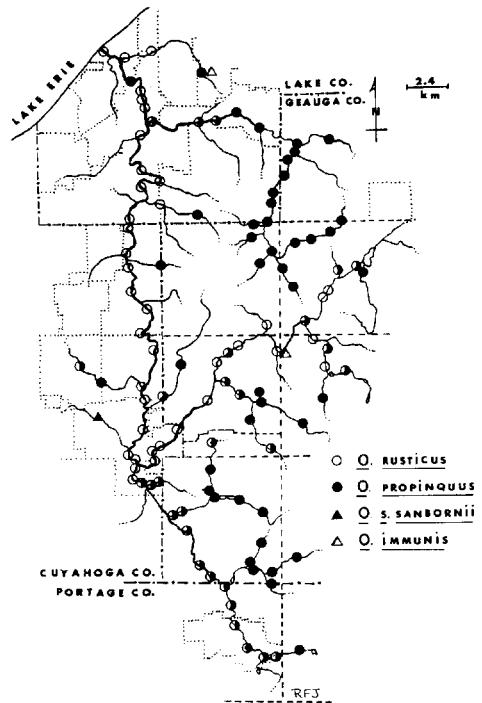 LAKE ERIE
LAKE CO.
GEAUGA CO.
N
2.4
km
O. RUSTICUS
O. PROPINQUUS
O. S. SANBORNII
O. IMMUNIS
CUYAHOGA CO.
PORTAGE CO.
RFJ